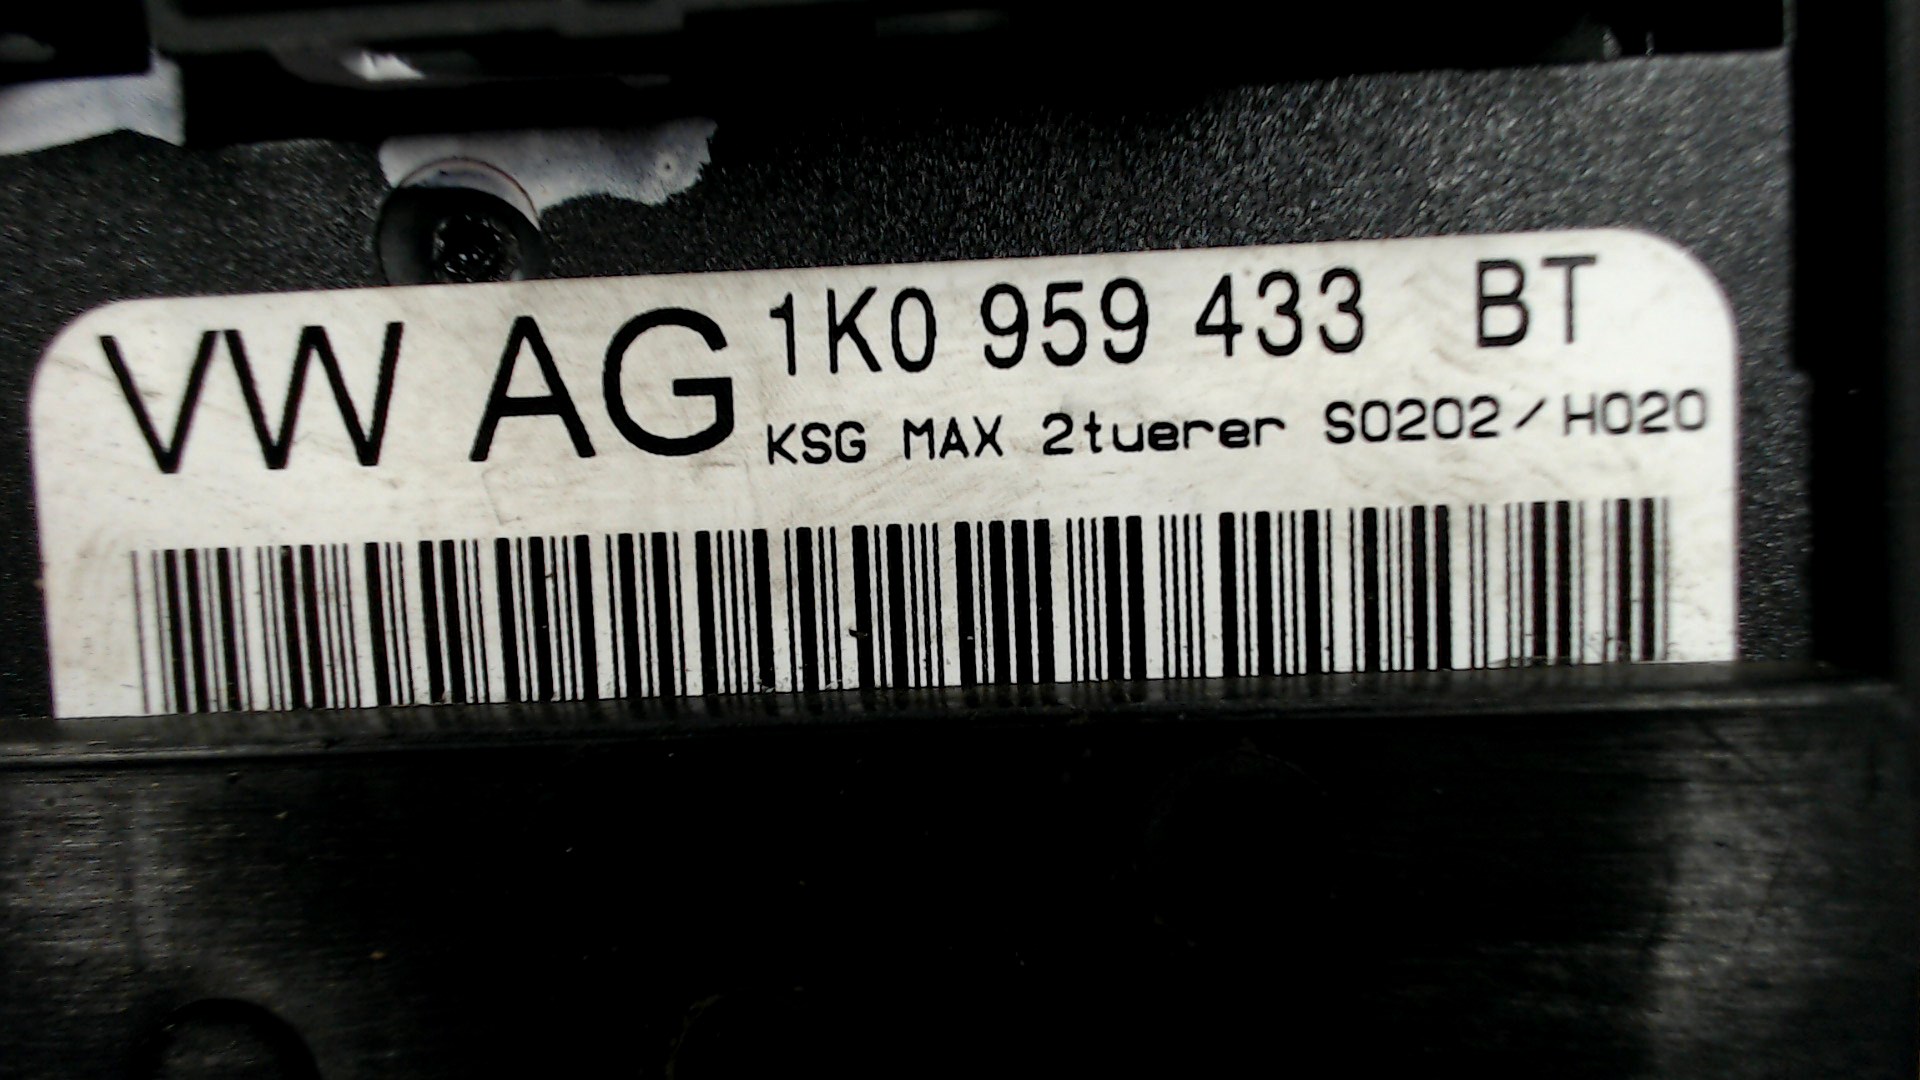 VW AG 1K0 959 433 BT
KSG MAX 2tuerer S0202/H020